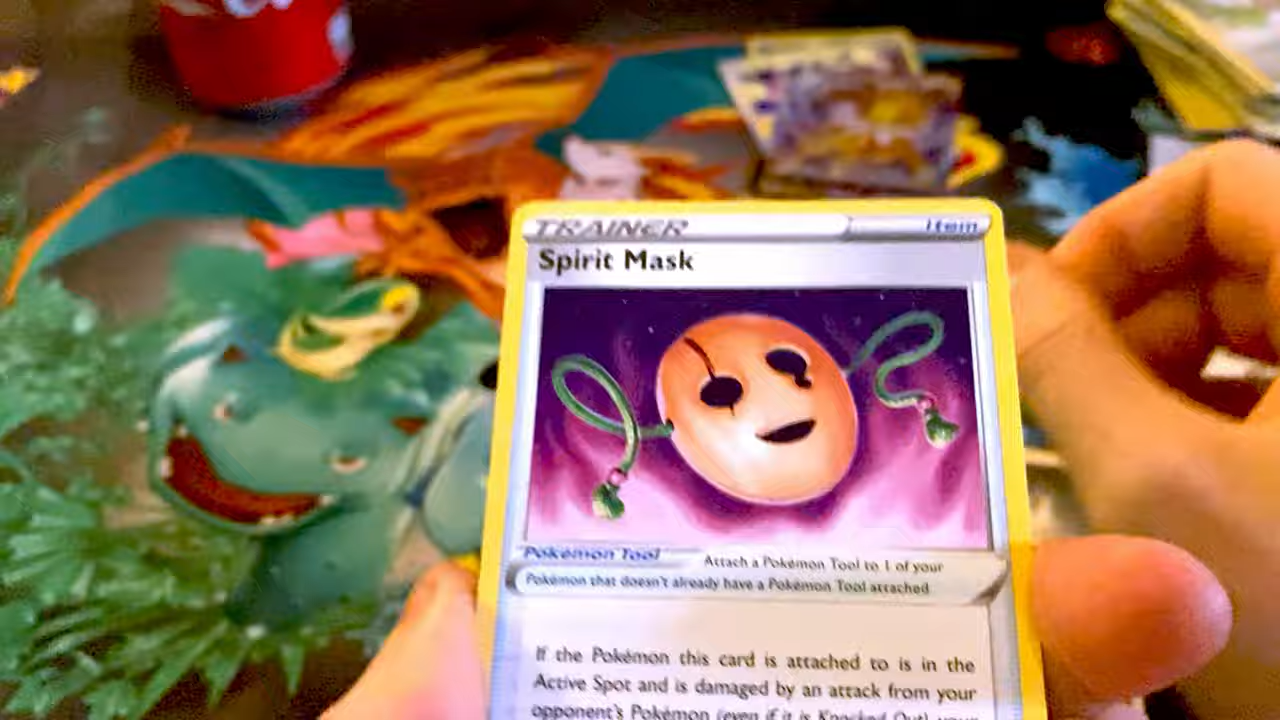 TRAINER
Item
Spirit Mask
Pokémon Tool
Attach a Pokémon Tool to 1 of your
Pokémon that doesn't already have a Pokémon Tool attached
If the Pokémon this card is attached to is in the
Active Spot and is damaged by an attack from your
opponent's Pokémon (even if it is Knocked Out) your